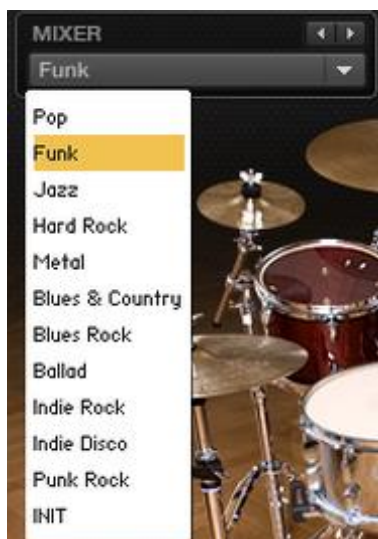 MIXER
Funk
Pop
Funk
Jazz
Hard Rock
Metal
Blues & Country
Blues Rock
Ballad
Indie Rock
Indie Disco
Punk Rock
INIT